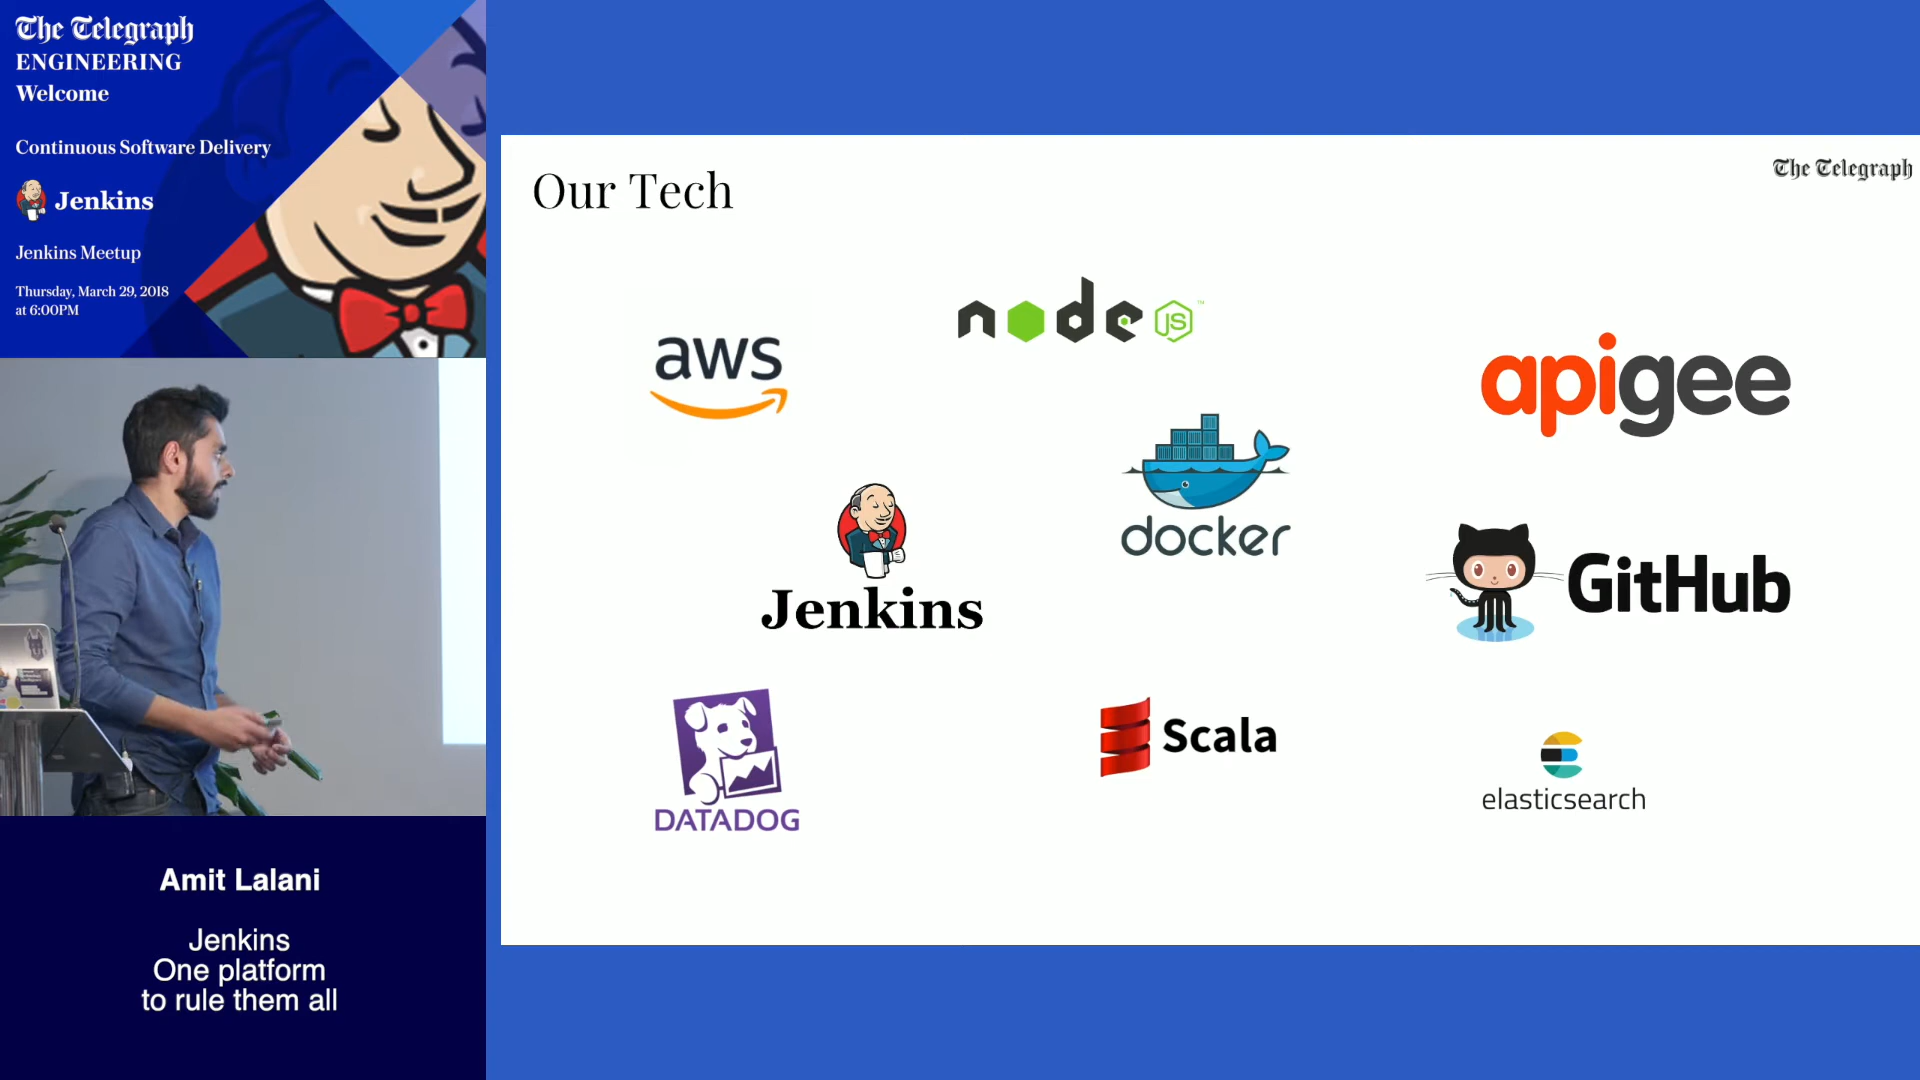 The Telegraph
ENGINEERING
Welcome
Continuous Software Delivery
Jenkins
Jenkins Meetup
Thursday, March 29, 2018
at 6:00PM
Amit Lalani
Jenkins
One platform
to rule them all
Our Tech
The Telegraph
node JS ™
aws
apigee
docker
Jenkins
GitHub
DATADOG
Scala
elasticsearch